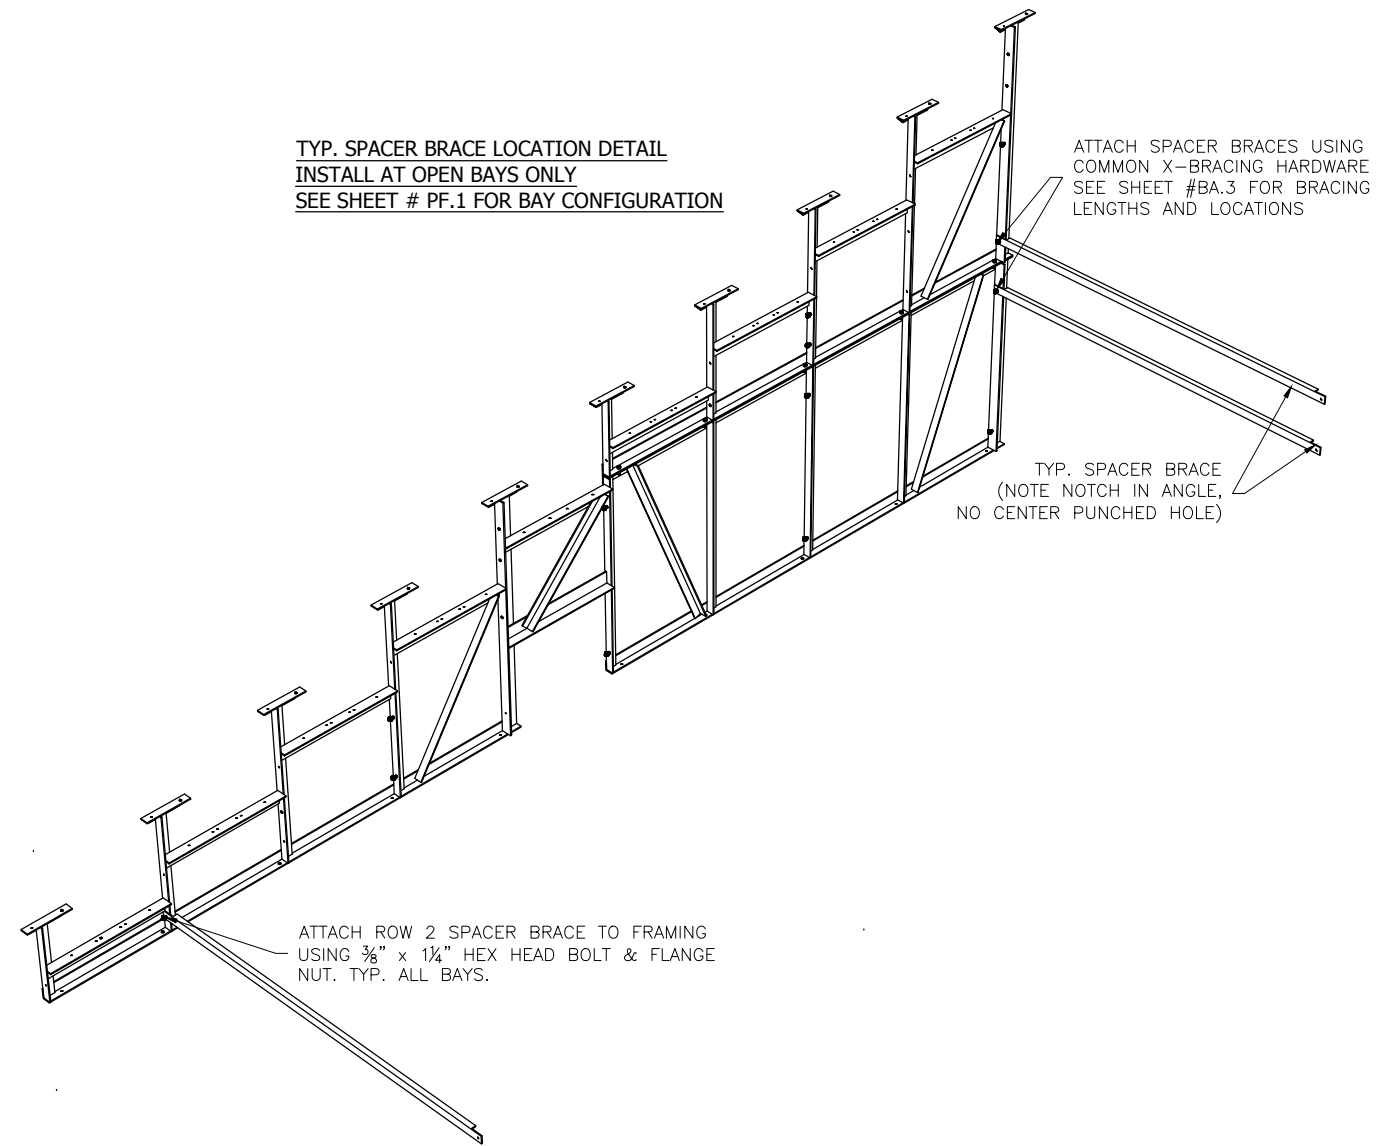 TYP. SPACER BRACE LOCATION DETAIL
INSTALL AT OPEN BAYS ONLY
SEE SHEET # PF.1 FOR BAY CONFIGURATION
ATTACH SPACER BRACES USING
COMMON X-BRACING HARDWARE
SEE SHEET #BA.3 FOR BRACING
LENGTHS AND LOCATIONS
TYP. SPACER BRACE
(NOTE NOTCH IN ANGLE,
NO CENTER PUNCHED HOLE)
ATTACH ROW 2 SPACER BRACE TO FRAMING
USING ⅜" x 1¼" HEX HEAD BOLT & FLANGE
NUT. TYP. ALL BAYS.